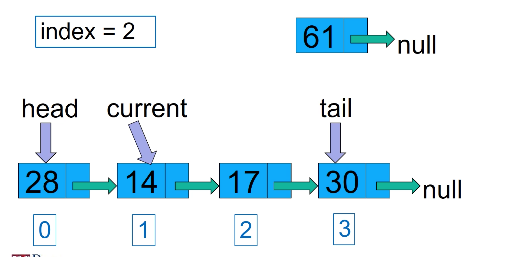 index = 2
61
null
head current tail
28 14 17 30 null
0 1 2 3